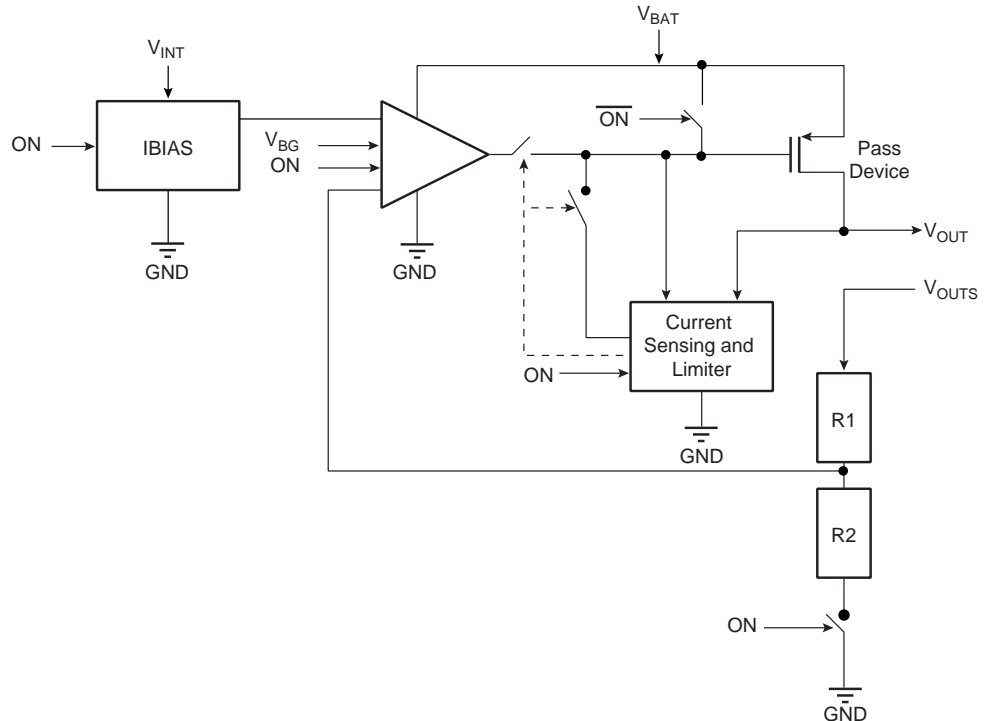 V_BAT
V_INT
IBIAS
ON
GND
V_BG
ON
GND
ON
Pass
Device
V_OUT
V_OUTS
Current
Sensing and
Limiter
ON
GND
R1
R2
ON
GND